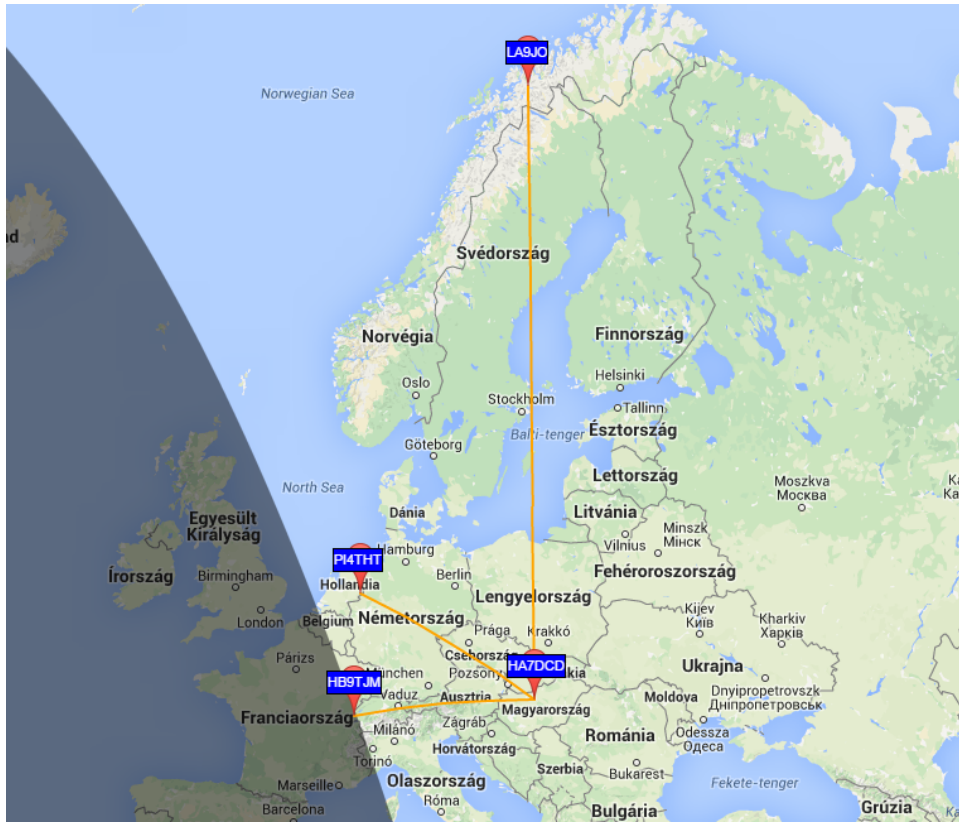 LA9JO
Norwegian Sea
nd
Svédország
Norvégia
Finnország
Helsinki
Oslo
Stockholm
Tallinn
Balti-tenger
Észtország
Göteborg
Lettország
North Sea
Moszkva
Москва
Dánia
Litvánia
Egyesült
Királyság
Minszk
Мінск
Vilnius
PI4THT
Hamburg
Fehéroroszország
Írország
Birmingham
Hollandia
Berlin
Lengyelország
London
Belgium
Németország
Kijev
Київ
Kharkiv
Харків
Prága
Krakkó
Csehország
Párizs
HA7DCD
Ukrajna
HB9TJM
München
Pozsony
kia
Vaduz
Ausztria
Magyarország
Moldova
Dnyipropetrovszk
Дніпропетровськ
Franciaország
Zágráb
Románia
Odessza
Одеса
Milánó
Horvátország
Torinó
Szerbia
Bukarest
Marseille
Olaszország
Fekete-tenger
Barcelona
Róma
Bulgária
Grúzia